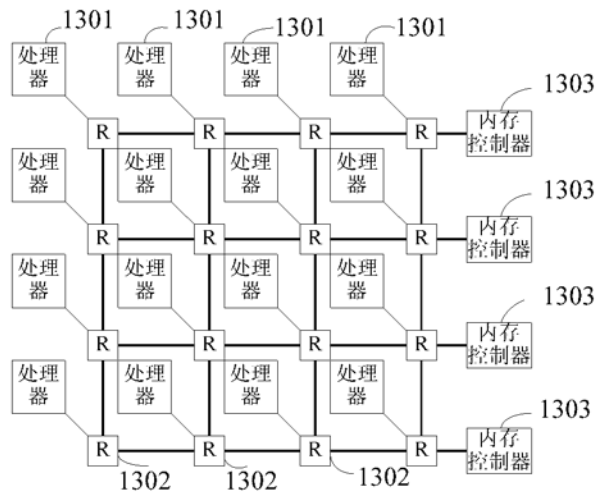 1301 1301 1301 1301
处理 处理 处理 处理
器 器 器 器
1303
R R R R 内存
控制器
处理 处理 处理 处理
器 器 器 器
1303
R R R R 内存
控制器
处理 处理 处理 处理
器 器 器 器
1303
R R R R 内存
控制器
处理 处理 处理 处理
器 器 器 器
1303
R R R R 内存
控制器
1302 1302 1302